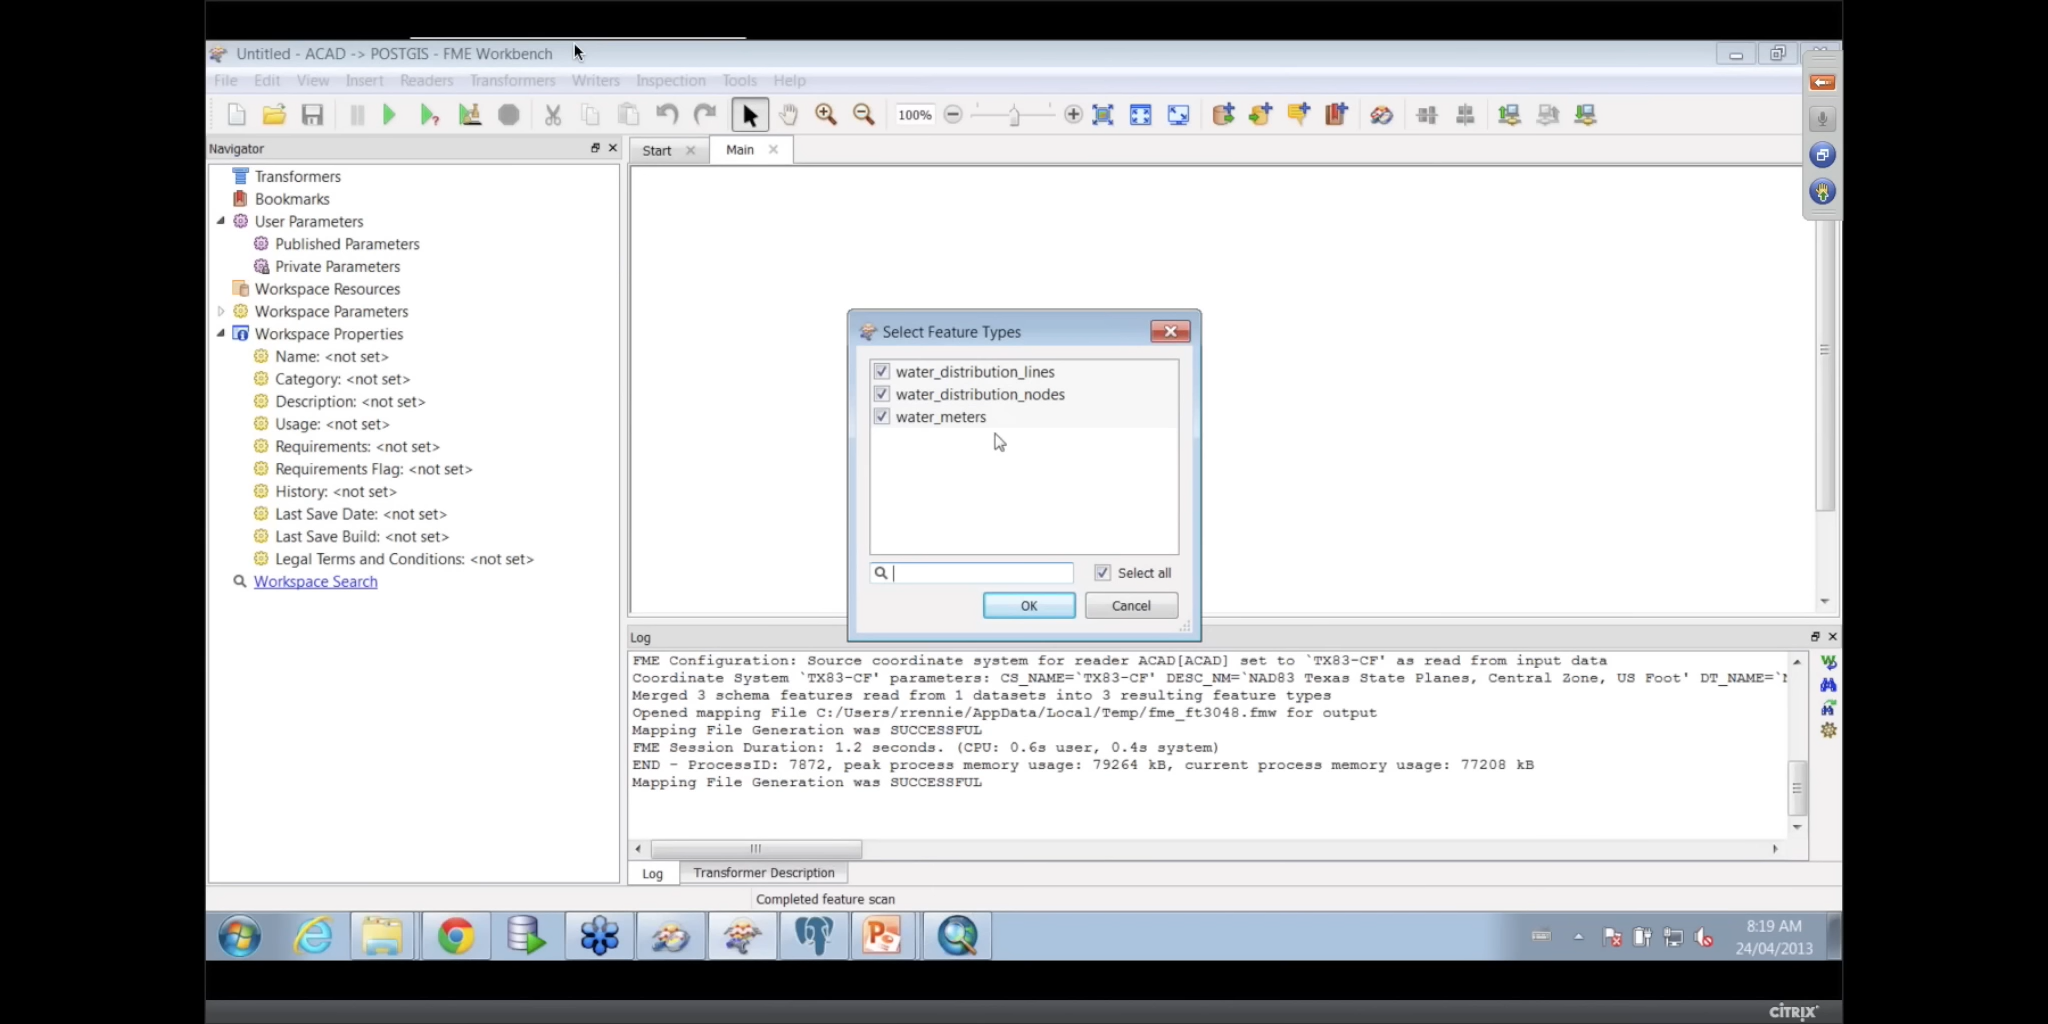 Untitled - ACAD -> POSTGIS - FME Workbench
File Edit View Insert Readers Transformers Writers Inspection Tools Help
100%
Navigator
Start
Main
Transformers
Bookmarks
User Parameters
Published Parameters
Private Parameters
Workspace Resources
Workspace Parameters
Workspace Properties
Name: <not set>
Category: <not set>
Description: <not set>
Usage: <not set>
Requirements: <not set>
Requirements Flag: <not set>
History: <not set>
Last Save Date: <not set>
Last Save Build: <not set>
Legal Terms and Conditions: <not set>
Workspace Search
Select Feature Types
water_distribution_lines
water_distribution_nodes
water_meters
Select all
OK
Cancel
Log
FME Configuration: Source coordinate system for reader ACAD[ACAD] set to `TX83-CF' as read from input data
Coordinate System `TX83-CF' parameters: CS_NAME=`TX83-CF' DESC_NM=`NAD83 Texas State Planes, Central Zone, US Foot' DT_NAME=`
Merged 3 schema features read from 1 datasets into 3 resulting feature types
Opened mapping File C:/Users/rrennie/AppData/Local/Temp/fme_ft3048.fmw for output
Mapping File Generation was SUCCESSFUL
FME Session Duration: 1.2 seconds. (CPU: 0.6s user, 0.4s system)
END - ProcessID: 7872, peak process memory usage: 79264 kB, current process memory usage: 77208 kB
Mapping File Generation was SUCCESSFUL
Log
Transformer Description
Completed feature scan
8:19 AM
24/04/2013
CITRIX